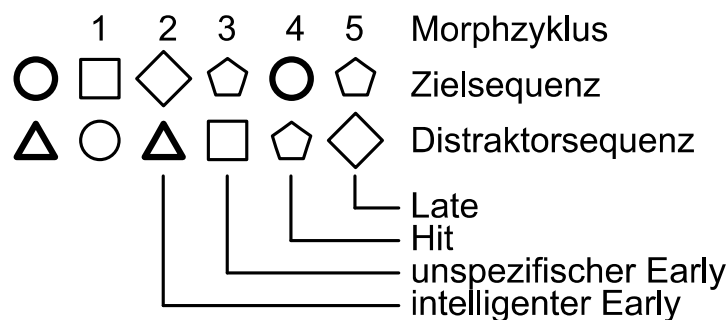 1 2 3 4 5 Morphzyklus
Zielsequenz
Distraktorsequenz
Late
Hit
unspezifischer Early
intelligenter Early